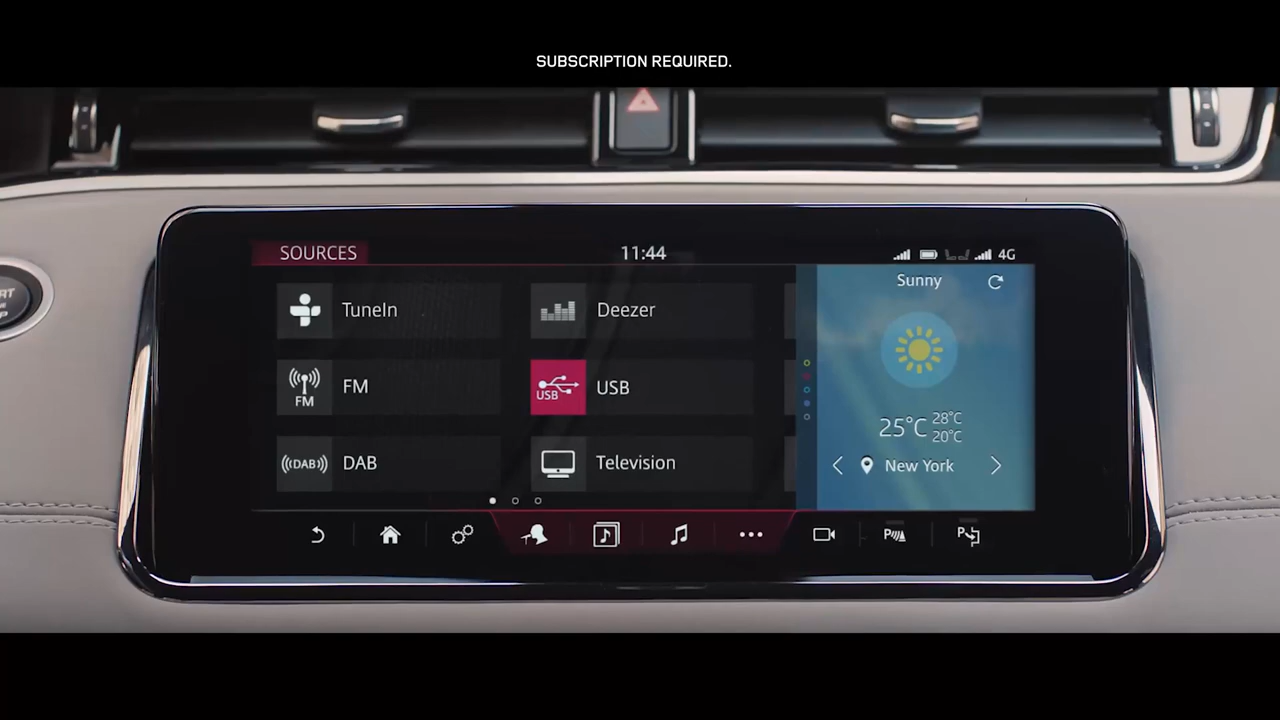 SUBSCRIPTION REQUIRED.
SOURCES
11:44
4G
TuneIn
Deezer
Sunny
FM
FM
USB
USB
25°C
28°C
20°C
(DAB)
DAB
Television
New York
P
P